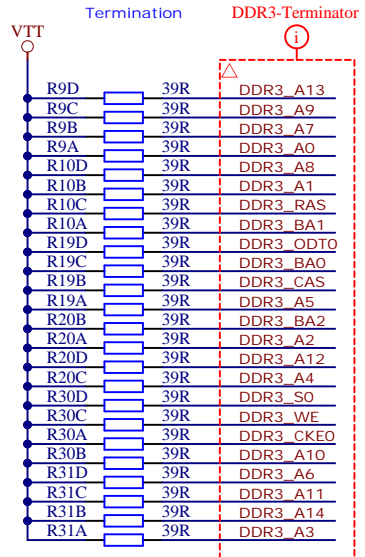 Termination DDR3-Terminator
VTT
i
R9D 39R DDR3_A13
R9C 39R DDR3_A9
R9B 39R DDR3_A7
R9A 39R DDR3_A0
R10D 39R DDR3_A8
R10B 39R DDR3_A1
R10C 39R DDR3_RAS
R10A 39R DDR3_BA1
R19D 39R DDR3_ODT0
R19C 39R DDR3_BA0
R19B 39R DDR3_CAS
R19A 39R DDR3_A5
R20B 39R DDR3_BA2
R20A 39R DDR3_A2
R20D 39R DDR3_A12
R20C 39R DDR3_A4
R30D 39R DDR3_S0
R30C 39R DDR3_WE
R30A 39R DDR3_CKE0
R30B 39R DDR3_A10
R31D 39R DDR3_A6
R31C 39R DDR3_A11
R31B 39R DDR3_A14
R31A 39R DDR3_A3